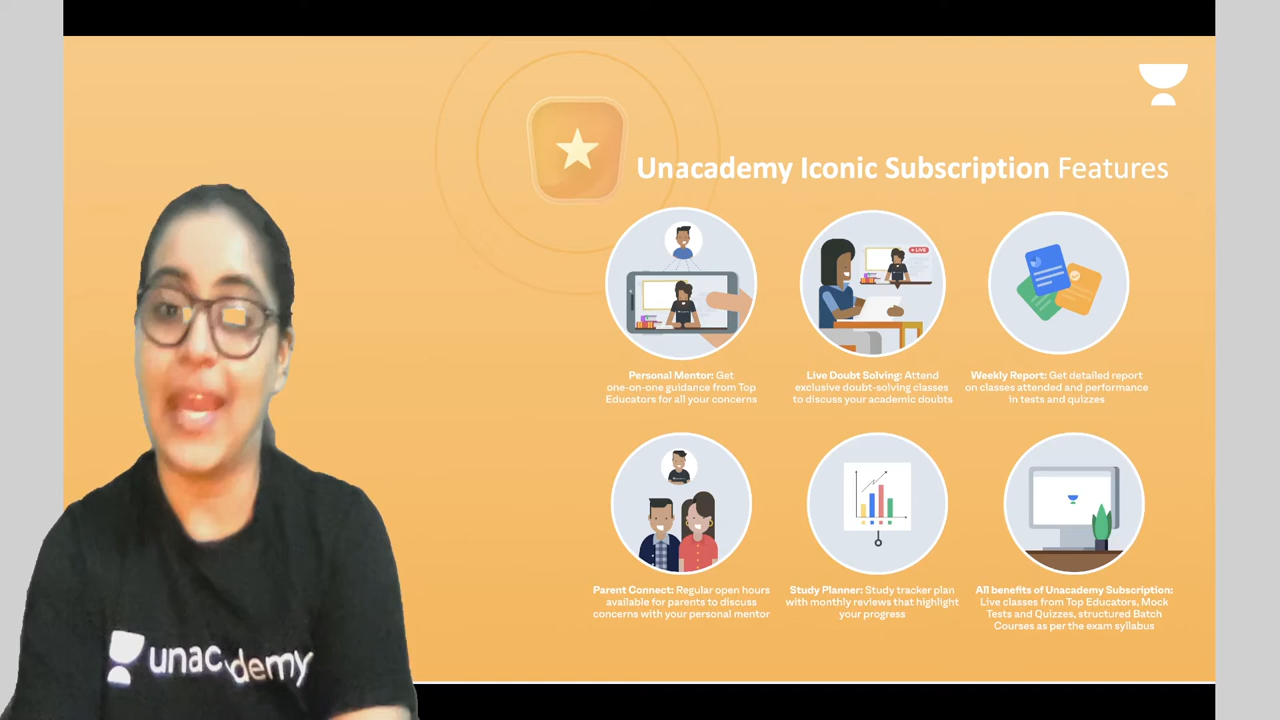 Unacademy Iconic Subscription Features
LIVE
Personal Mentor: Get
one-on-one guidance from Top
Educators for all your concerns
Live Doubt Solving: Attend
exclusive doubt-solving classes
to discuss your academic doubts
Weekly Report: Get detailed report
on classes attended and performance
in tests and quizzes
Parent Connect: Regular open hours
available for parents to discuss
concerns with your personal mentor
Study Planner: Study tracker plan
with monthly reviews that highlight
your progress
All benefits of Unacademy Subscription:
Live classes from Top Educators, Mock
Tests and Quizzes, structured Batch
Courses as per the exam syllabus
unacademy